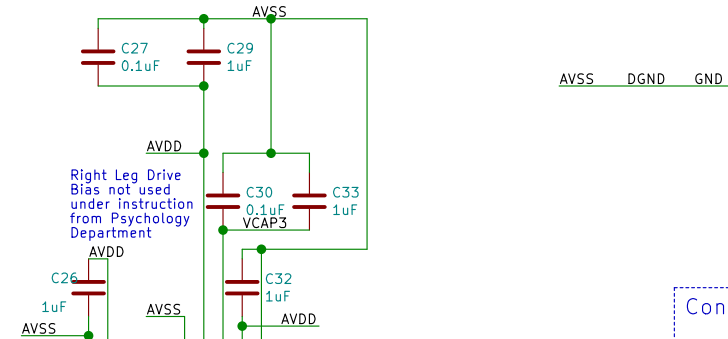 AVSS
C27
0.1uF
C29
1uF
AVSS DGND GND
AVDD
Right Leg Drive
Bias not used
under instruction
from Psychology
Department
C30
0.1uF
C33
1uF
VCAP3
AVDD
C26
1uF
C32
1uF
AVSS
AVDD
AVSS
Con